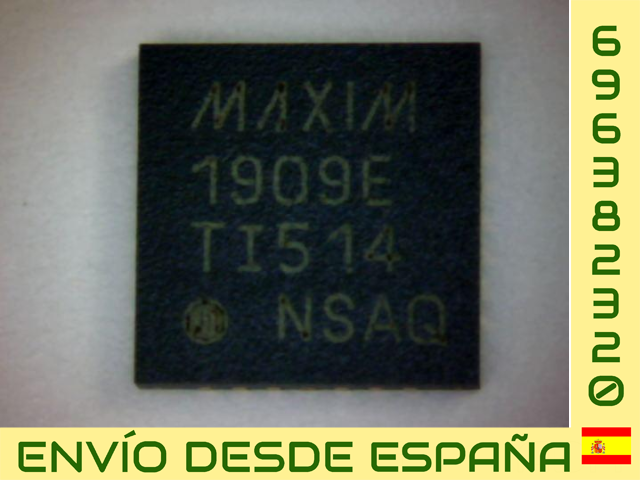 MAXIM
1909E
TI514
NSAQ
696382320
ENVÍO DESDE ESPAÑA